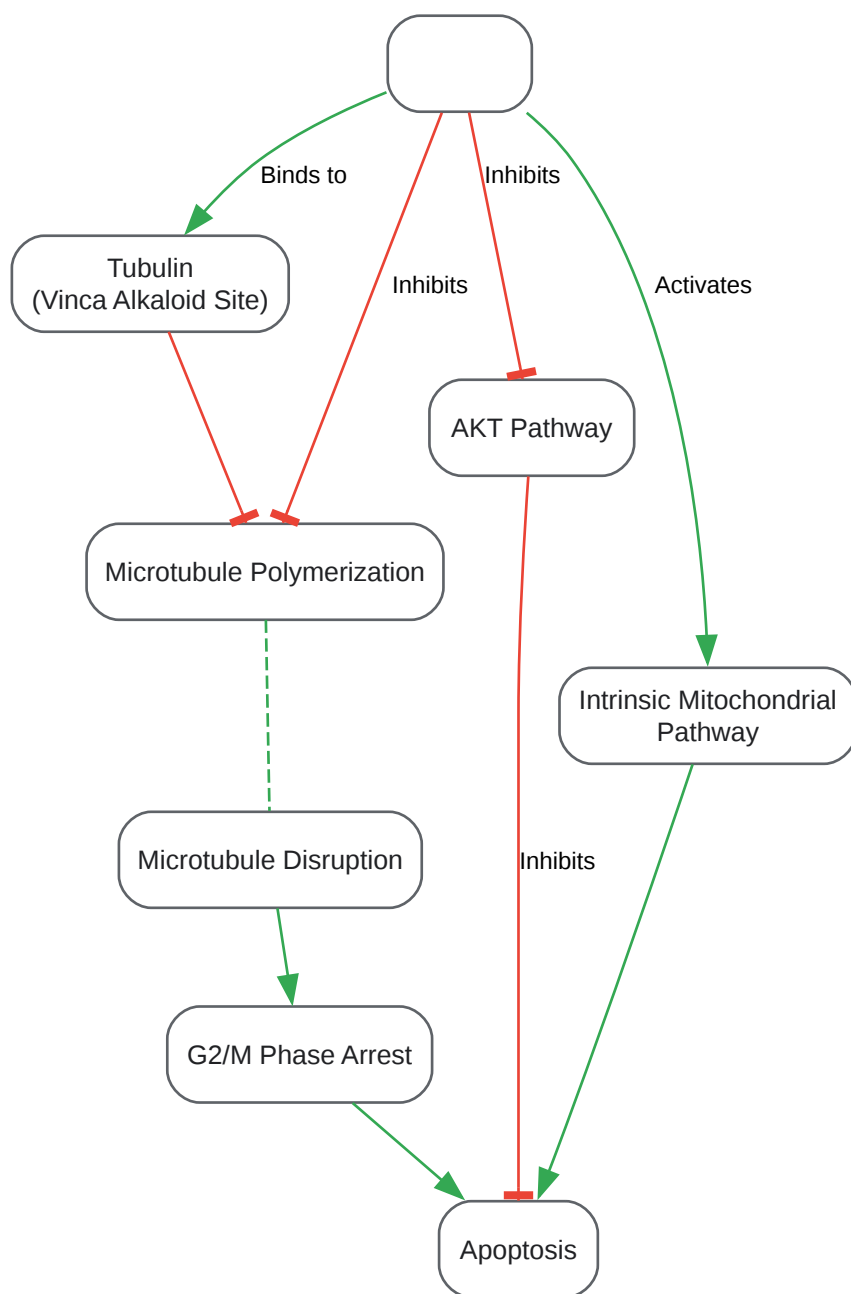 Binds to
Inhibits
Tubulin
(Vinca Alkaloid Site)
Inhibits
Activates
AKT Pathway
Microtubule Polymerization
Intrinsic Mitochondrial
Pathway
Microtubule Disruption
Inhibits
G2/M Phase Arrest
Apoptosis